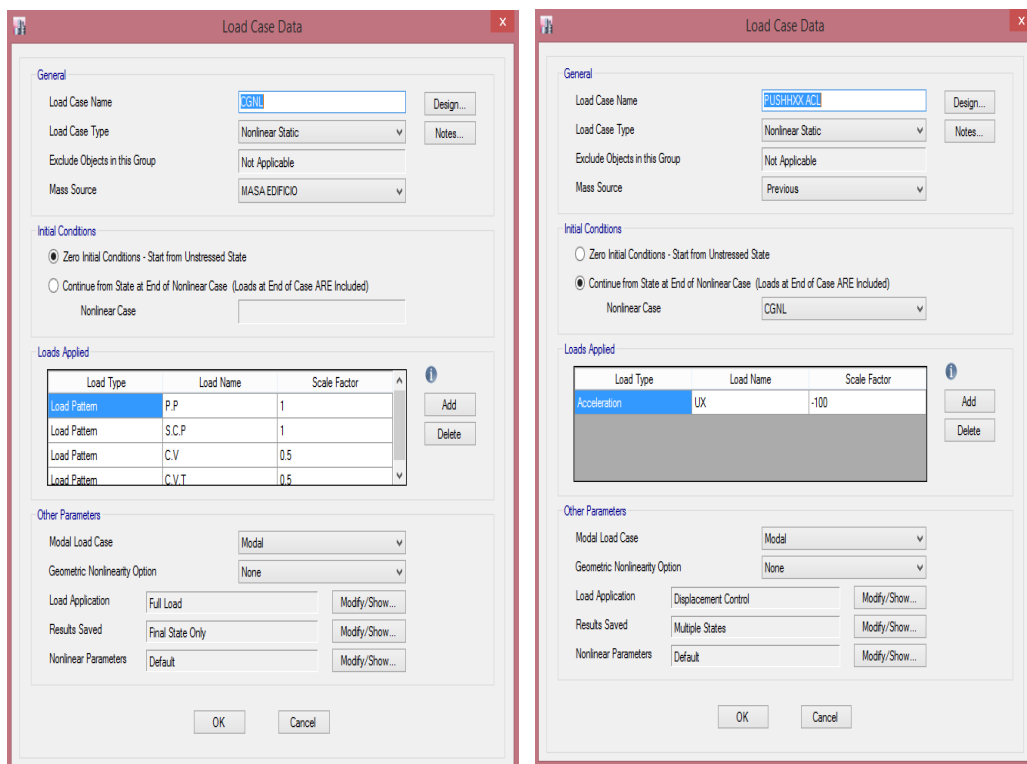 Load Case Data
x
General
Load Case Name CGNL Design...
Load Case Type Nonlinear Static Notes...
Exclude Objects in this Group Not Applicable
Mass Source MASA EDIFICIO
Initial Conditions
Zero Initial Conditions - Start from Unstressed State
Continue from State at End of Nonlinear Case (Loads at End of Case ARE Included)
Nonlinear Case
Loads Applied
Load Type Load Name Scale Factor
Load Pattern P.P 1 Add
Load Pattern S.C.P 1 Delete
Load Pattern C.V 0.5
Load Pattern C.V.T 0.5
Other Parameters
Modal Load Case Modal
Geometric Nonlinearity Option None
Load Application Full Load Modify/Show...
Results Saved Final State Only Modify/Show...
Nonlinear Parameters Default Modify/Show...
OK Cancel
Load Case Data
x
General
Load Case Name PUSHHXX ACL Design...
Load Case Type Nonlinear Static Notes...
Exclude Objects in this Group Not Applicable
Mass Source Previous
Initial Conditions
Zero Initial Conditions - Start from Unstressed State
Continue from State at End of Nonlinear Case (Loads at End of Case ARE Included)
Nonlinear Case CGNL
Loads Applied
Load Type Load Name Scale Factor
Acceleration UX -100 Add
Delete
Other Parameters
Modal Load Case Modal
Geometric Nonlinearity Option None
Load Application Displacement Control Modify/Show...
Results Saved Multiple States Modify/Show...
Nonlinear Parameters Default Modify/Show...
OK Cancel